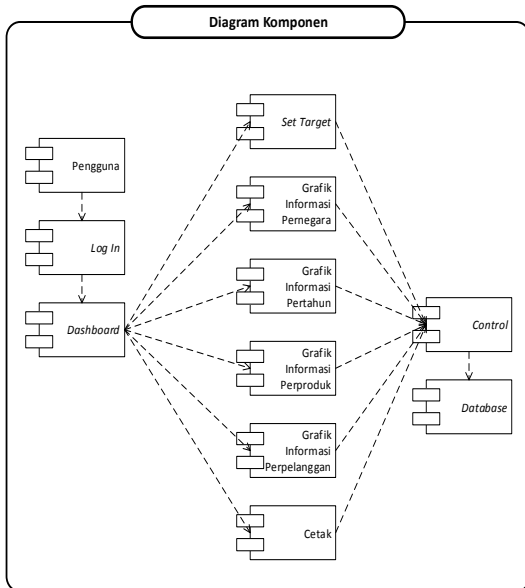 Diagram Komponen
Set Target
Pengguna
Grafik
Informasi
Pernegara
Log In
Grafik
Informasi
Pertahun
Dashboard
Control
Grafik
Informasi
Perproduk
Database
Grafik
Informasi
Perpelanggan
Cetak